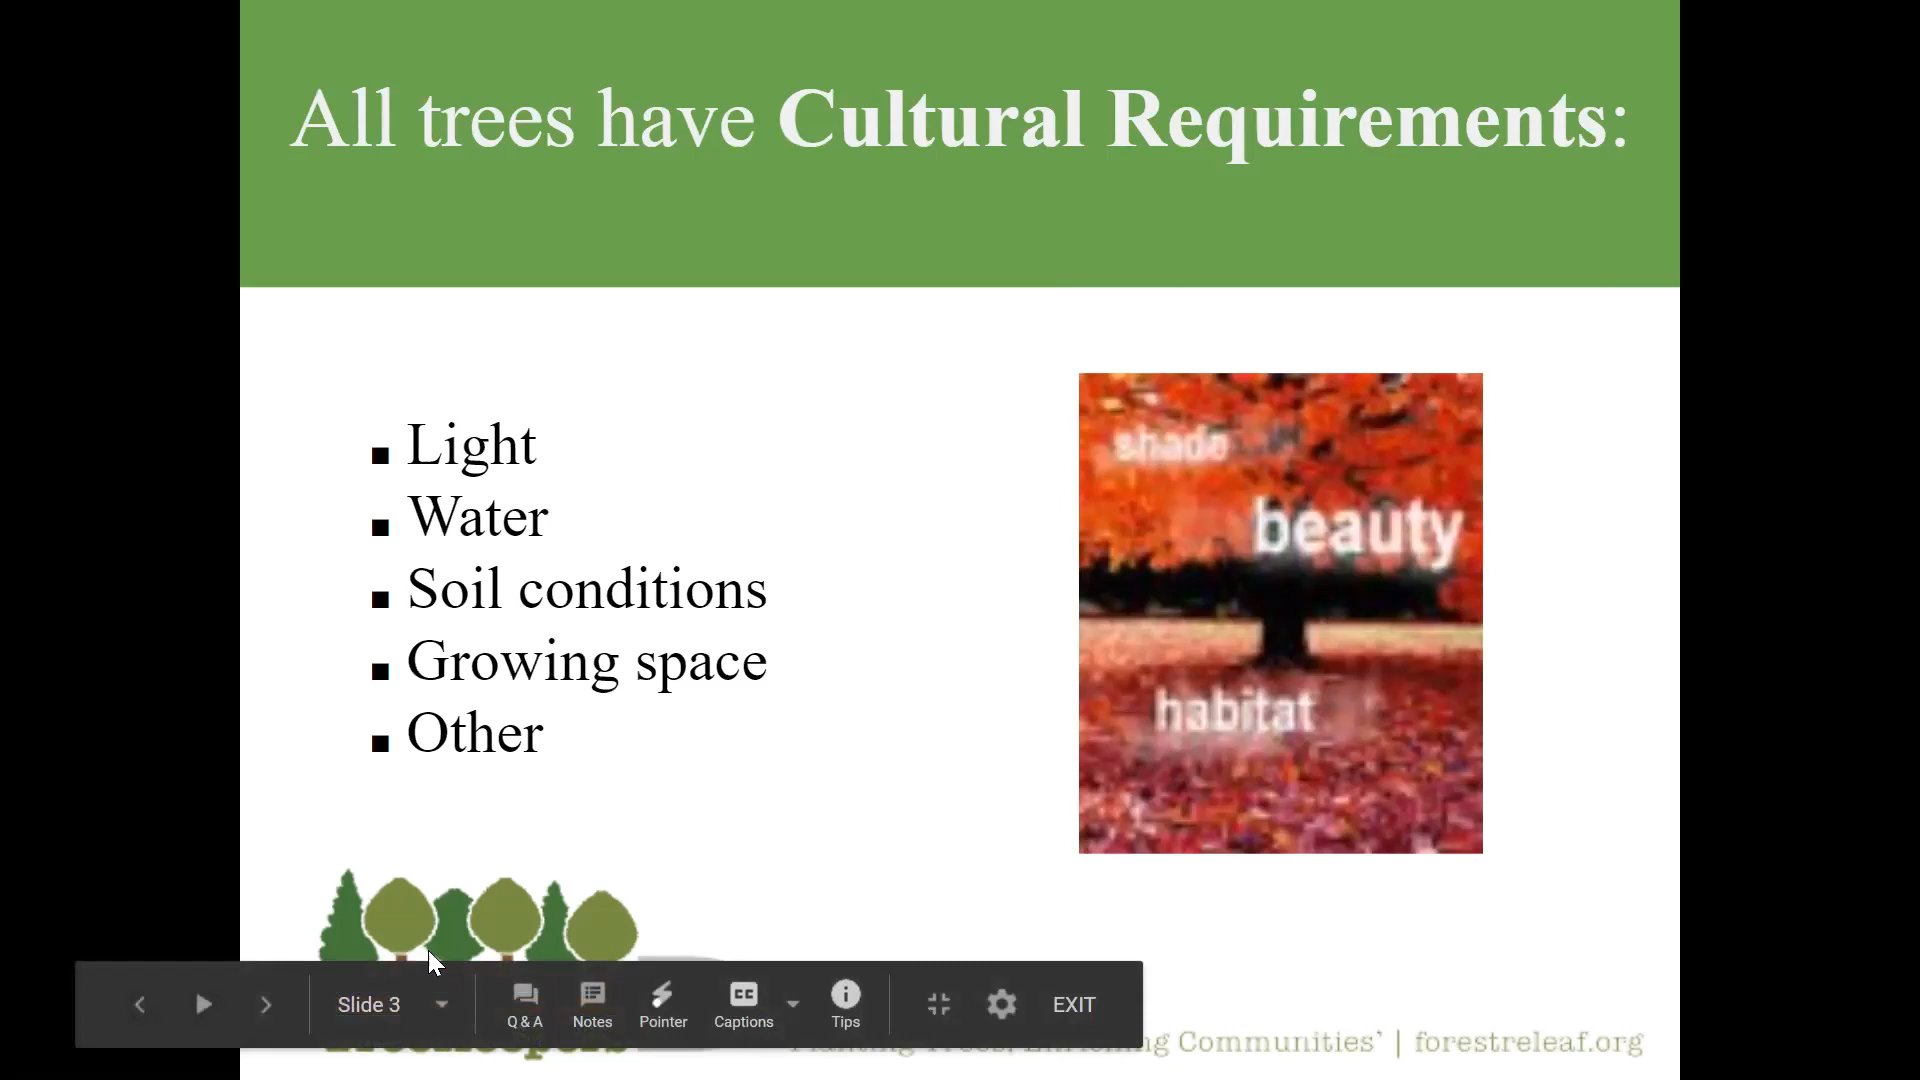 All trees have Cultural Requirements:
■ Light
■ Water
■ Soil conditions
■ Growing space
■ Other
shade
beauty
habitat
Slide 3
Q & A
Notes
Pointer
CC
Captions
Tips
EXIT
Communities' | forestreleaf.org